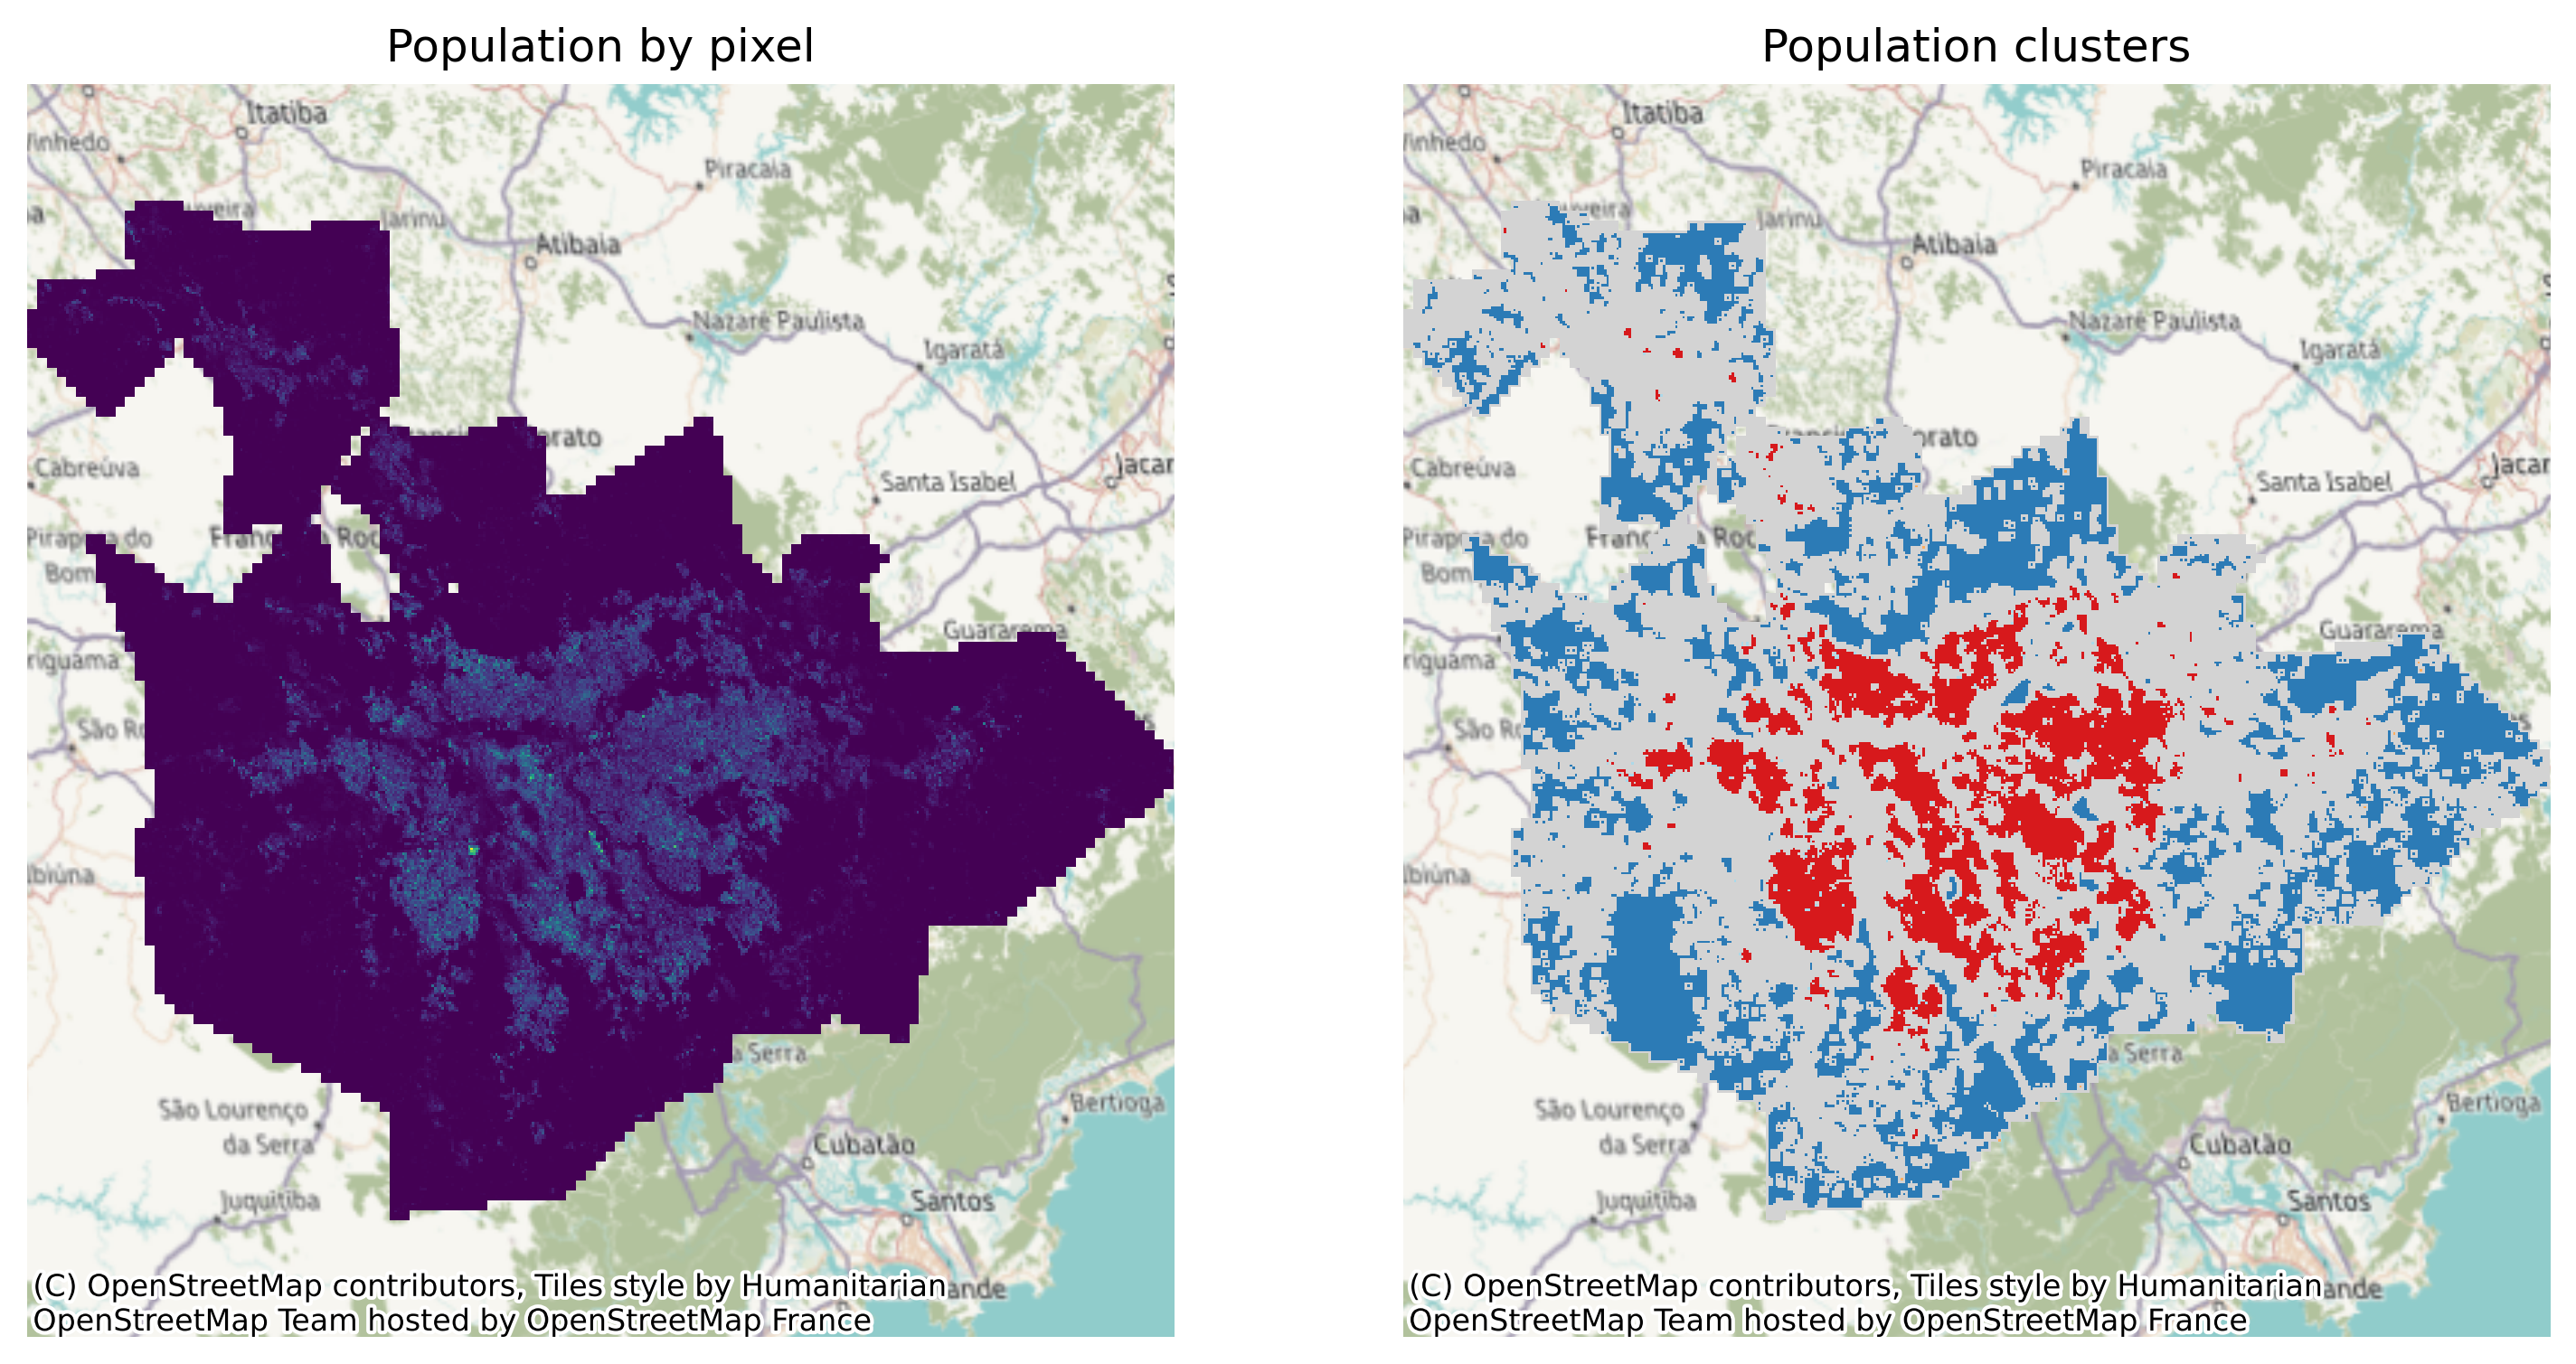 Population by pixel
Itatiba
Vinhedo
Piracaia
Jarinu
Atibaia
Nazaré Paulista
Igaratá
orato
Cabreúva
Santa Isabel
Jacar
Pirapora do
Bom
Franc
a Roc
Guararema
riguama
São Ro
Ibiúna
a Serra
São Lourenço
da Serra
Bertioga
Cubatão
Juquitiba
Santos
ande
(C) OpenStreetMap contributors, Tiles style by Humanitarian
OpenStreetMap Team hosted by OpenStreetMap France
Population clusters
Itatiba
Vinhedo
Piracaia
Jarinu
Atibaia
Nazaré Paulista
Igaratá
orato
Cabreúva
Santa Isabel
Jacar
Pirapora do
Bom
Fran
a Roc
Guararema
riguama
São Ro
Ibiúna
a Serra
São Lourenço
da Serra
Bertioga
Cubatão
Juquitiba
Santos
ande
(C) OpenStreetMap contributors, Tiles style by Humanitarian
OpenStreetMap Team hosted by OpenStreetMap France